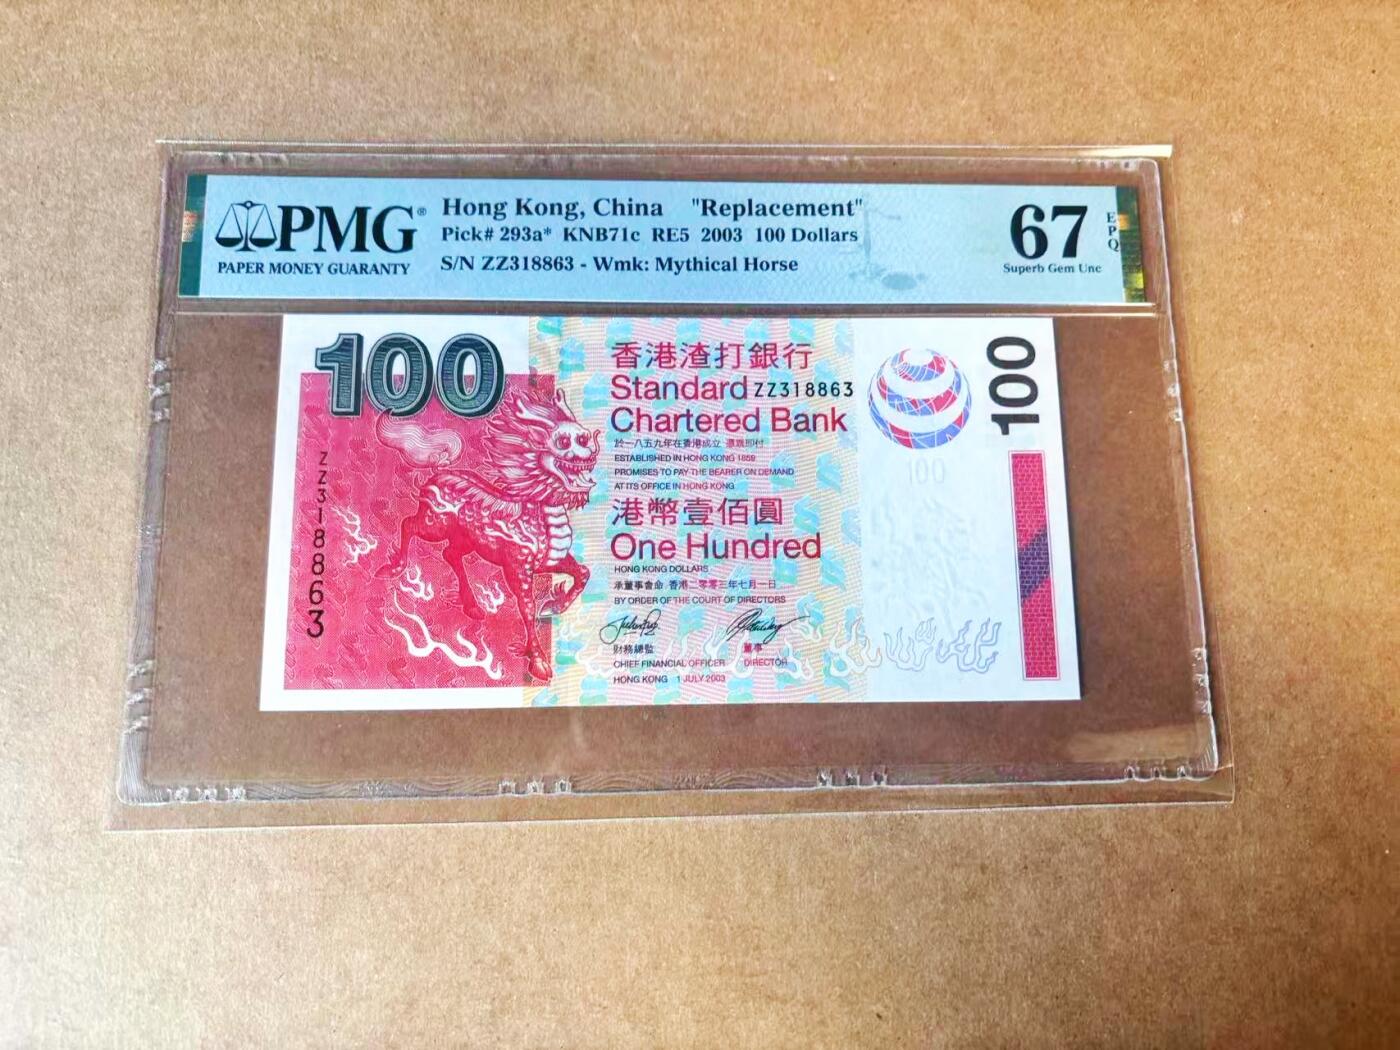 PMG®
PAPER MONEY GUARANTY
Hong Kong, China "Replacement"
Pick# 293a* KNB71c RE5 2003 100 Dollars
S/N ZZ318863 - Wmk: Mythical Horse
67
EPQ
Superb Gem Unc
100
ZZ318863
香港渣打銀行
Standard ZZ318863
Chartered Bank
於一八五九年在香港成立 憑票即付
ESTABLISHED IN HONG KONG 1859
PROMISES TO PAY THE BEARER ON DEMAND
AT ITS OFFICE IN HONG KONG
港幣壹佰圓
One Hundred
HONG KONG DOLLARS
承董事會命 香港二零零三年七月一日
BY ORDER OF THE COURT OF DIRECTORS
財務總監 董事
CHIEF FINANCIAL OFFICER DIRECTOR
HONG KONG 1 JULY 2003
100
100